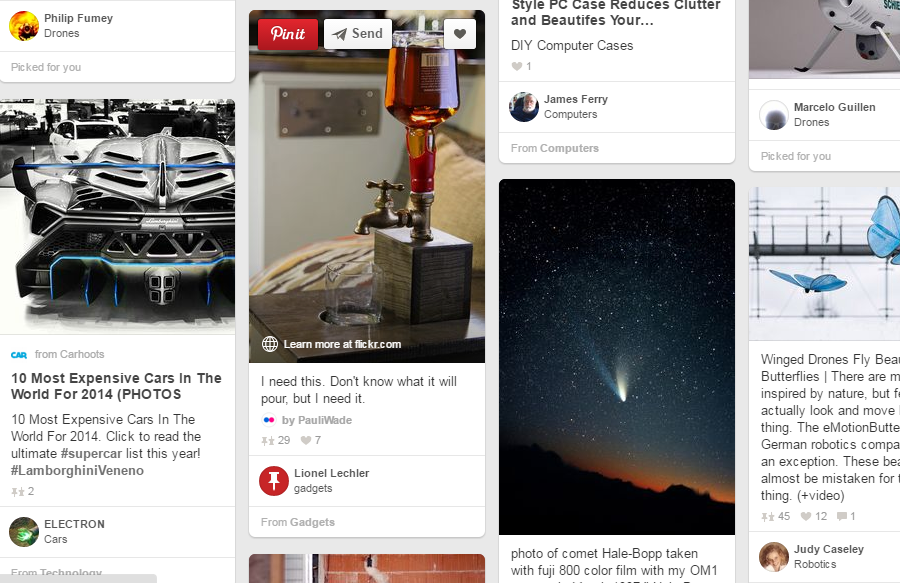 Philip Fumey
Drones
Picked for you
from Carhoots
10 Most Expensive Cars In The
World For 2014 (PHOTOS
10 Most Expensive Cars In The
World For 2014. Click to read the
ultimate #supercar list this year!
#LamborghiniVeneno
2
ELECTRON
Cars
From Technology
Pinit
Send
Learn more at flickr.com
I need this. Don't know what it will
pour, but I need it.
by PauliWade
29 7
Lionel Lechler
gadgets
From Gadgets
Style PC Case Reduces Clutter
and Beautifes Your...
DIY Computer Cases
1
James Ferry
Computers
From Computers
photo of comet Hale-Bopp taken
with fuji 800 color film with my OM1
Marcelo Guillen
Drones
Picked for you
Winged Drones Fly Beau
Butterflies | There are m
inspired by nature, but fe
actually look and move l
thing. The eMotionButte
German robotics compa
an exception. These bea
almost be mistaken for t
thing. (+video)
45 12 1
Judy Caseley
Robotics